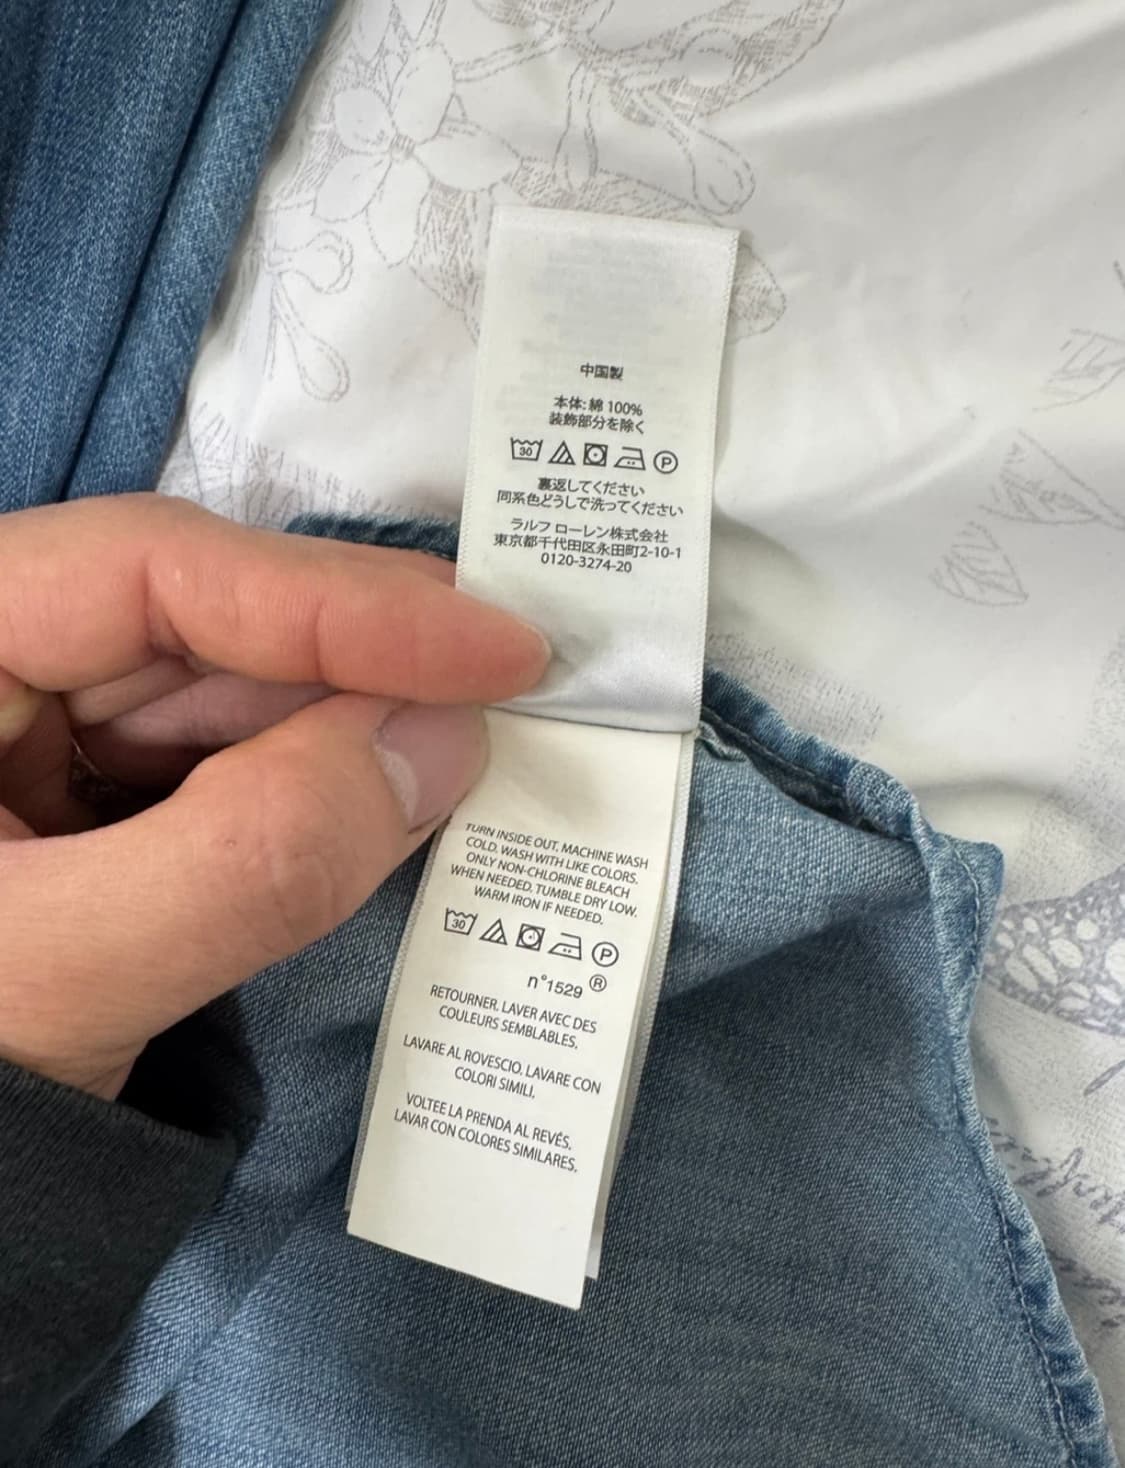 中国製
本体: 綿 100%
装飾部分を除く
30 P
裏返してください
同系色どうしで洗ってください
ラルフ ローレン株式会社
東京都千代田区永田町2-10-1
0120-3274-20
TURN INSIDE OUT. MACHINE WASH
COLD. WASH WITH LIKE COLORS.
ONLY NON-CHLORINE BLEACH
WHEN NEEDED. TUMBLE DRY LOW.
WARM IRON IF NEEDED.
30 P
n°1529 ®
RETOURNER. LAVER AVEC DES
COULEURS SEMBLABLES,
LAVARE AL ROVESCIO. LAVARE CON
COLORI SIMILI,
VOLTEE LA PRENDA AL REVÉS.
LAVAR CON COLORES SIMILARES,